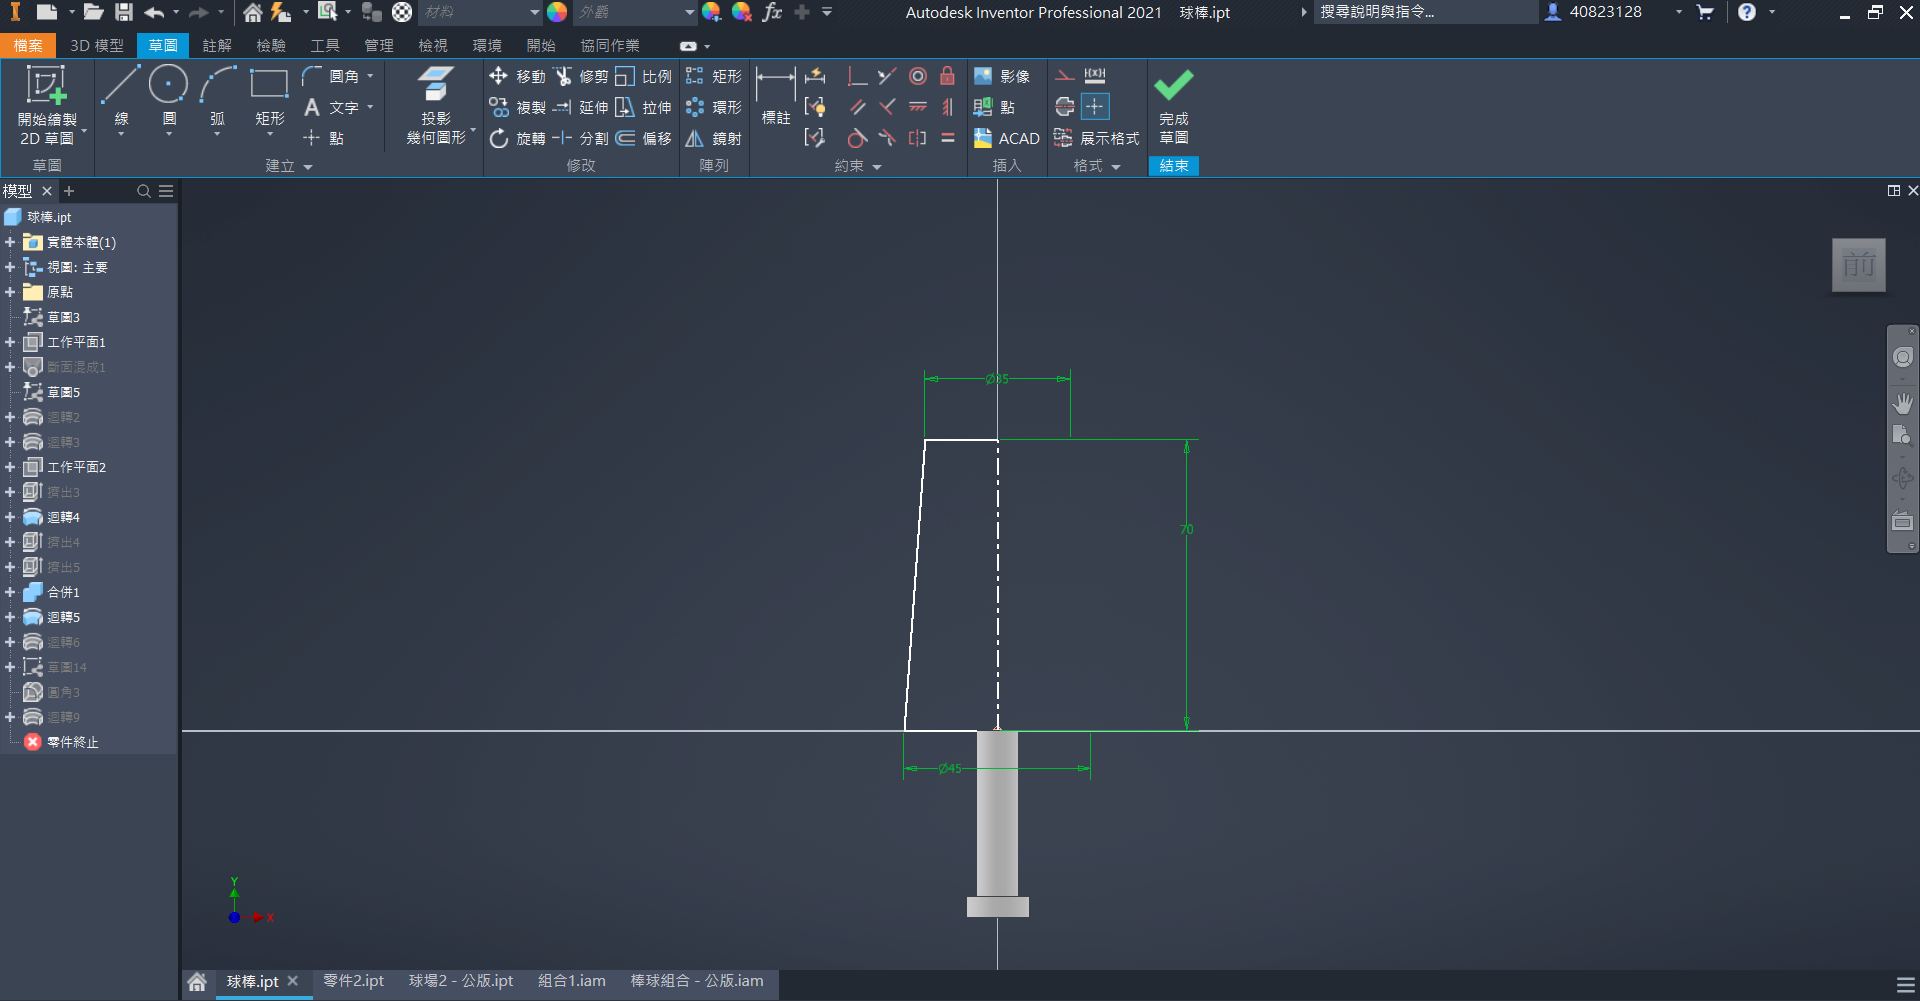 材料
外觀
fx
Autodesk Inventor Professional 2021 球棒.ipt
搜尋說明與指令...
40823128
檔案 3D 模型 草圖 註解 檢驗 工具 管理 檢視 環境 開始 協同作業
開始繪製
2D 草圖
草圖
線
圓
弧
矩形
圓角
文字
點
建立
投影
幾何圖形
移動 修剪 比例
複製 延伸 拉伸
旋轉 分割 偏移
修改
矩形
環形
鏡射
陣列
標註
約束
影像
點
ACAD
插入
展示格式
格式
完成
草圖
結束
模型
球棒.ipt
實體本體(1)
視圖: 主要
原點
草圖3
工作平面1
斷面混成1
草圖5
迴轉2
迴轉3
工作平面2
擠出3
迴轉4
擠出4
擠出5
合併1
迴轉5
迴轉6
草圖14
圓角3
迴轉9
零件終止
前
Ø35
70
Ø45
Y
X
球棒.ipt 零件2.ipt 球場2 - 公版.ipt 組合1.iam 棒球組合 - 公版.iam